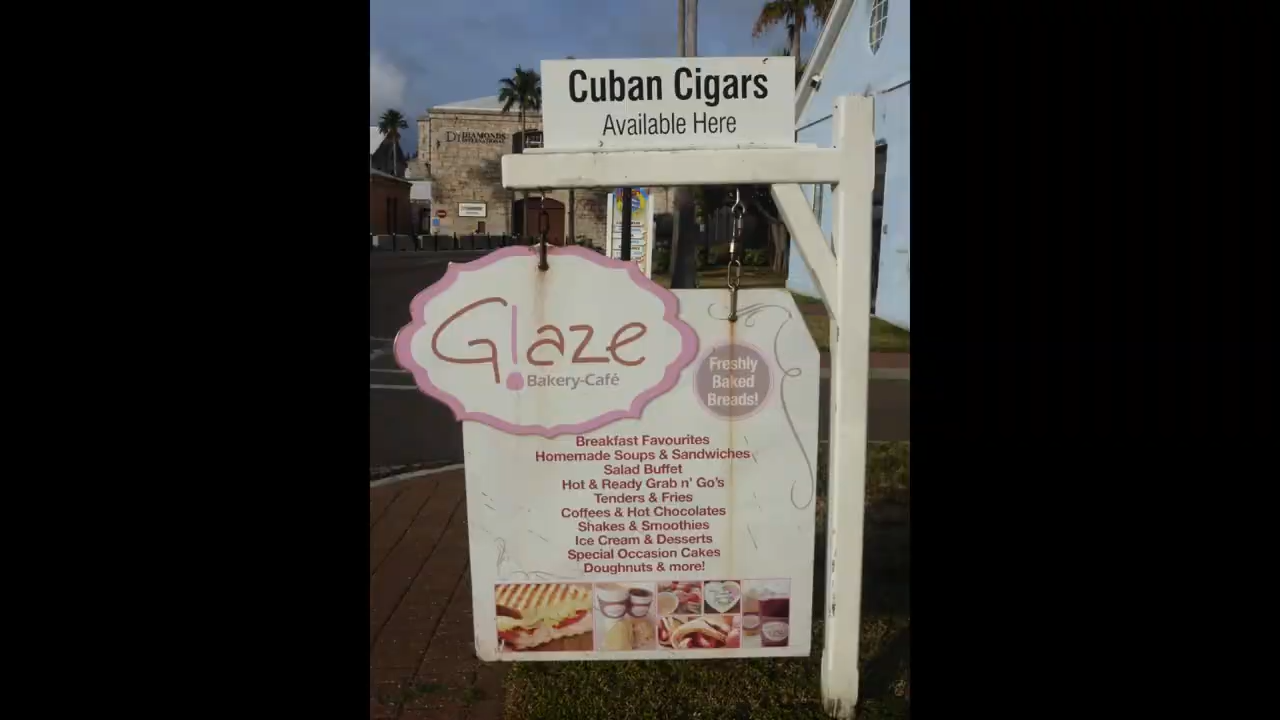 Cuban Cigars
Available Here
DIAMONDS
INTERNATIONAL
Glaze
Bakery-Café
Freshly
Baked
Breads!
Breakfast Favourites
Homemade Soups & Sandwiches
Salad Buffet
Hot & Ready Grab n' Go's
Tenders & Fries
Coffees & Hot Chocolates
Shakes & Smoothies
Ice Cream & Desserts
Special Occasion Cakes
Doughnuts & more!